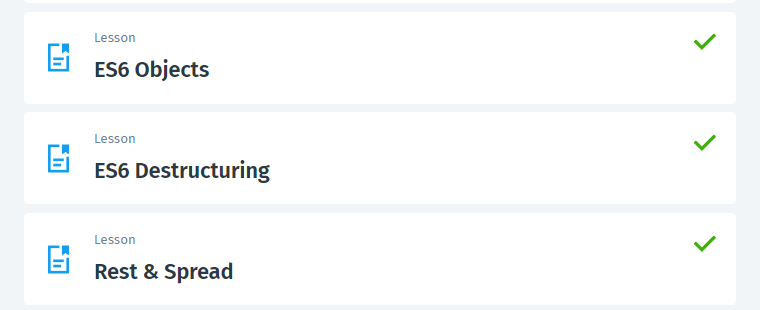 Lesson
ES6 Objects
Lesson
ES6 Destructuring
Lesson
Rest & Spread